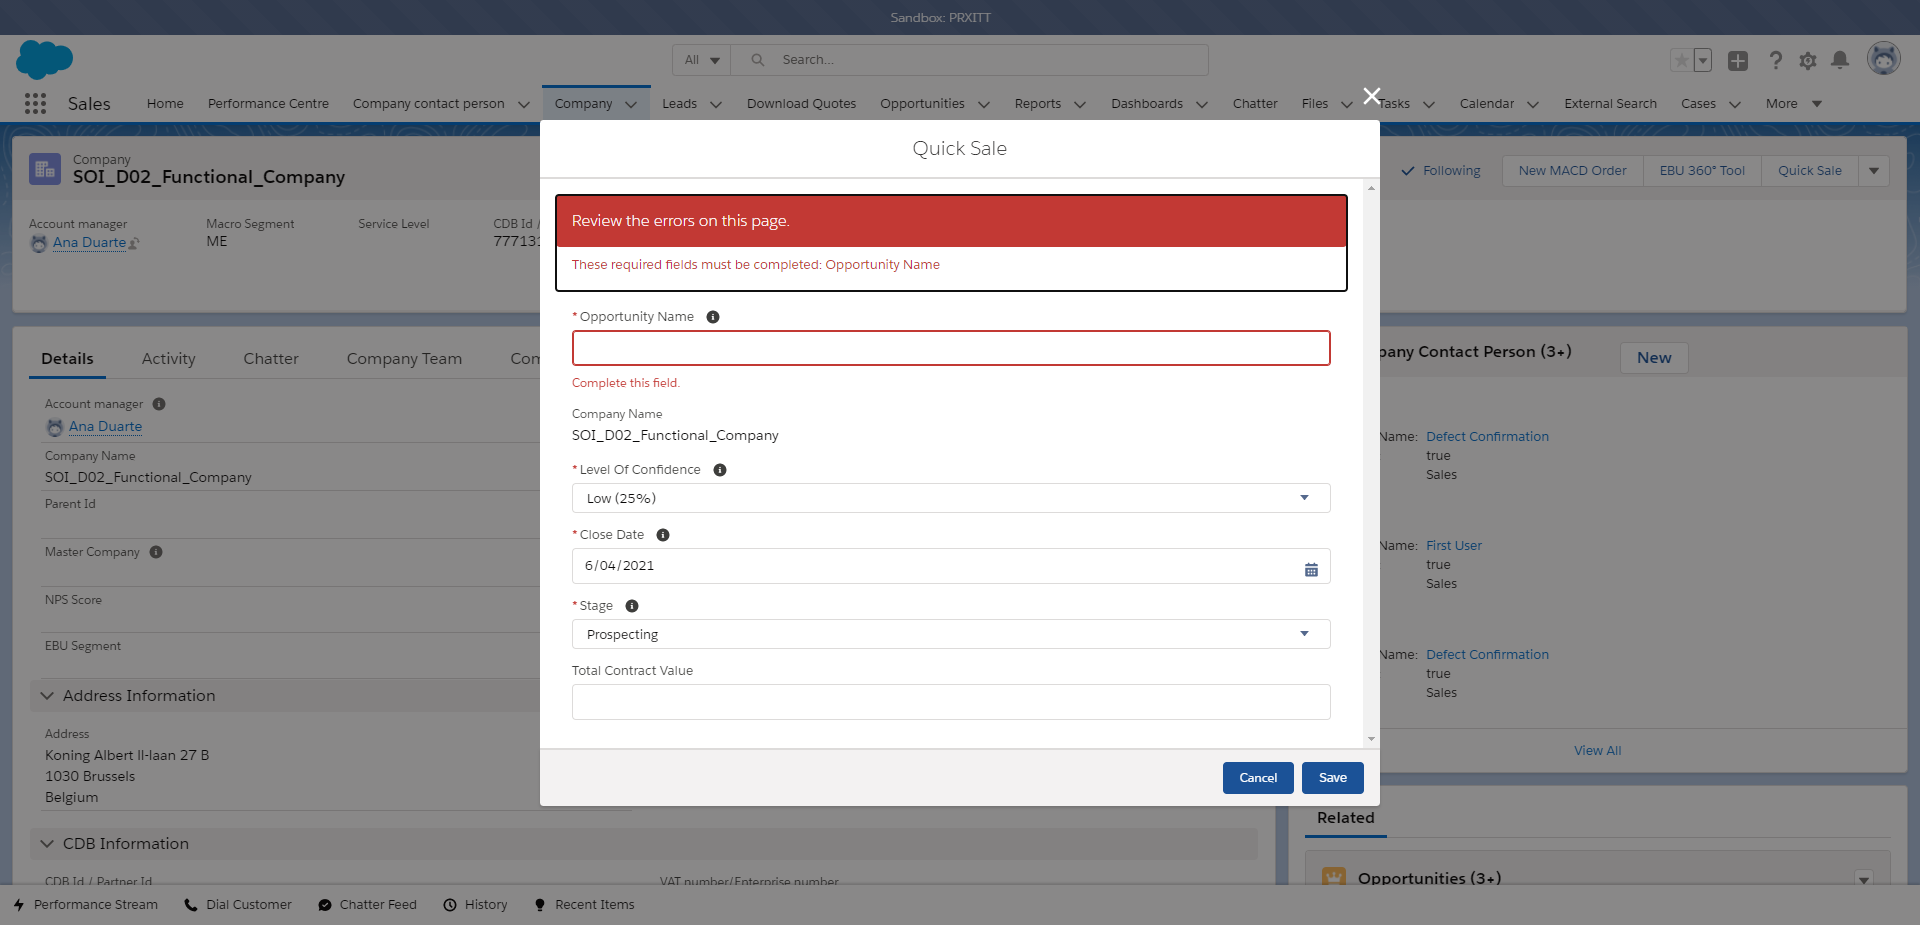 Sandbox: PRXITT
All
Search...
Sales
Home
Performance Centre
Company contact person
Company
Leads
Download Quotes
Opportunities
Reports
Dashboards
Chatter
Files
Tasks
Calendar
External Search
Cases
More
Company
SOI_D02_Functional_Company
Following
New MACD Order
EBU 360° Tool
Quick Sale
Account manager
Ana Duarte
Macro Segment
ME
Service Level
CDB Id /
Details
Activity
Chatter
Company Team
Account manager
Ana Duarte
Company Name
SOI_D02_Functional_Company
Parent Id
Master Company
NPS Score
EBU Segment
Address Information
Address
Koning Albert II-laan 27 B
1030 Brussels
Belgium
CDB Information
CDB Id / Partner Id
VAT number/Enterprise number
Quick Sale
Review the errors on this page.
These required fields must be completed: Opportunity Name
* Opportunity Name
Complete this field.
Company Name
SOI_D02_Functional_Company
* Level Of Confidence
Low (25%)
* Close Date
6/04/2021
* Stage
Prospecting
Total Contract Value
Cancel
Save
Contact Person (3+)
New
Name: Defect Confirmation
true
Sales
Name: First User
true
Sales
Name: Defect Confirmation
true
Sales
View All
Related
Opportunities (3+)
Performance Stream
Dial Customer
Chatter Feed
History
Recent Items